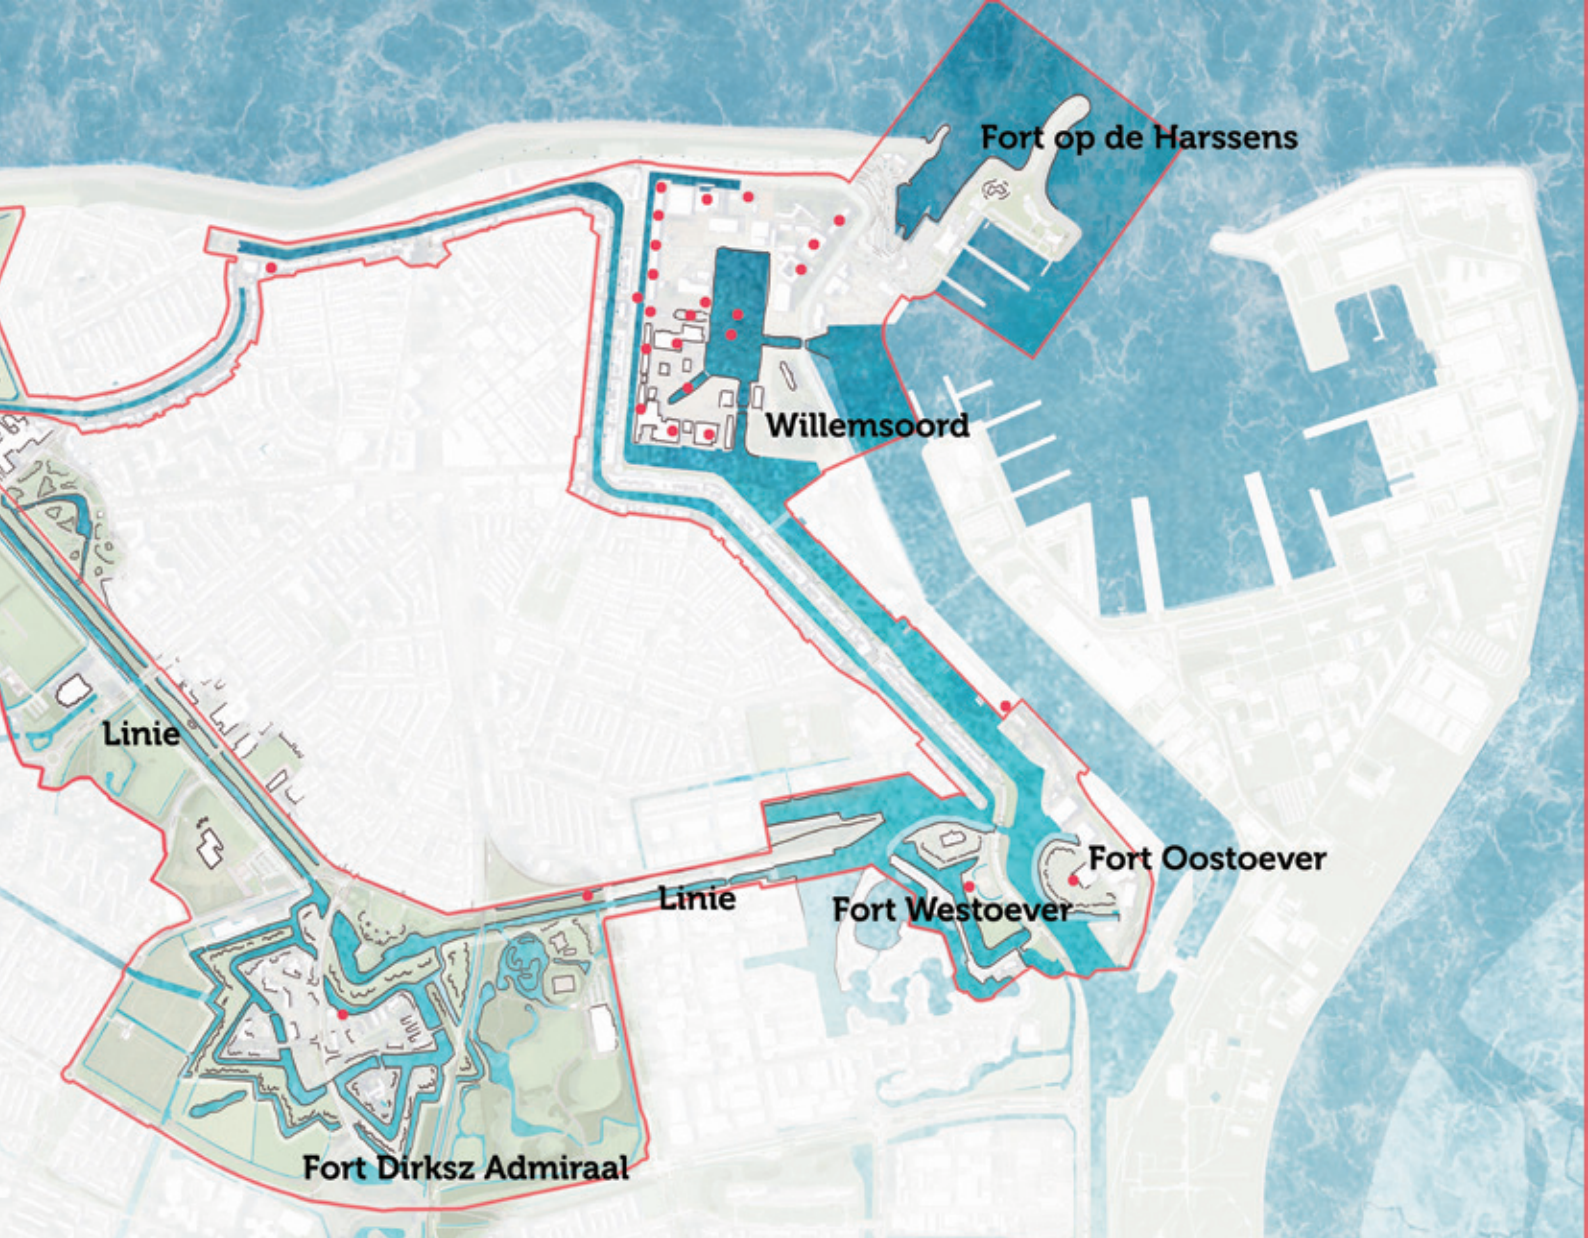 Fort op de Harssens
Willemsoord
Linie
Fort Oostoever
Linie
Fort Westoever
Fort Dirksz Admiraal